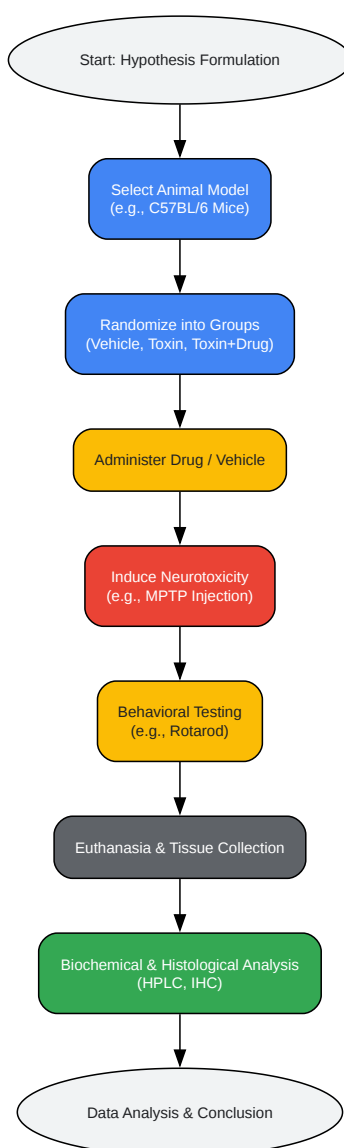 Start: Hypothesis Formulation
Select Animal Model
(e.g., C57BL/6 Mice)
Randomize into Groups
(Vehicle, Toxin, Toxin+Drug)
Administer Drug / Vehicle
Induce Neurotoxicity
(e.g., MPTP Injection)
Behavioral Testing
(e.g., Rotarod)
Euthanasia & Tissue Collection
Biochemical & Histological Analysis
(HPLC, IHC)
Data Analysis & Conclusion